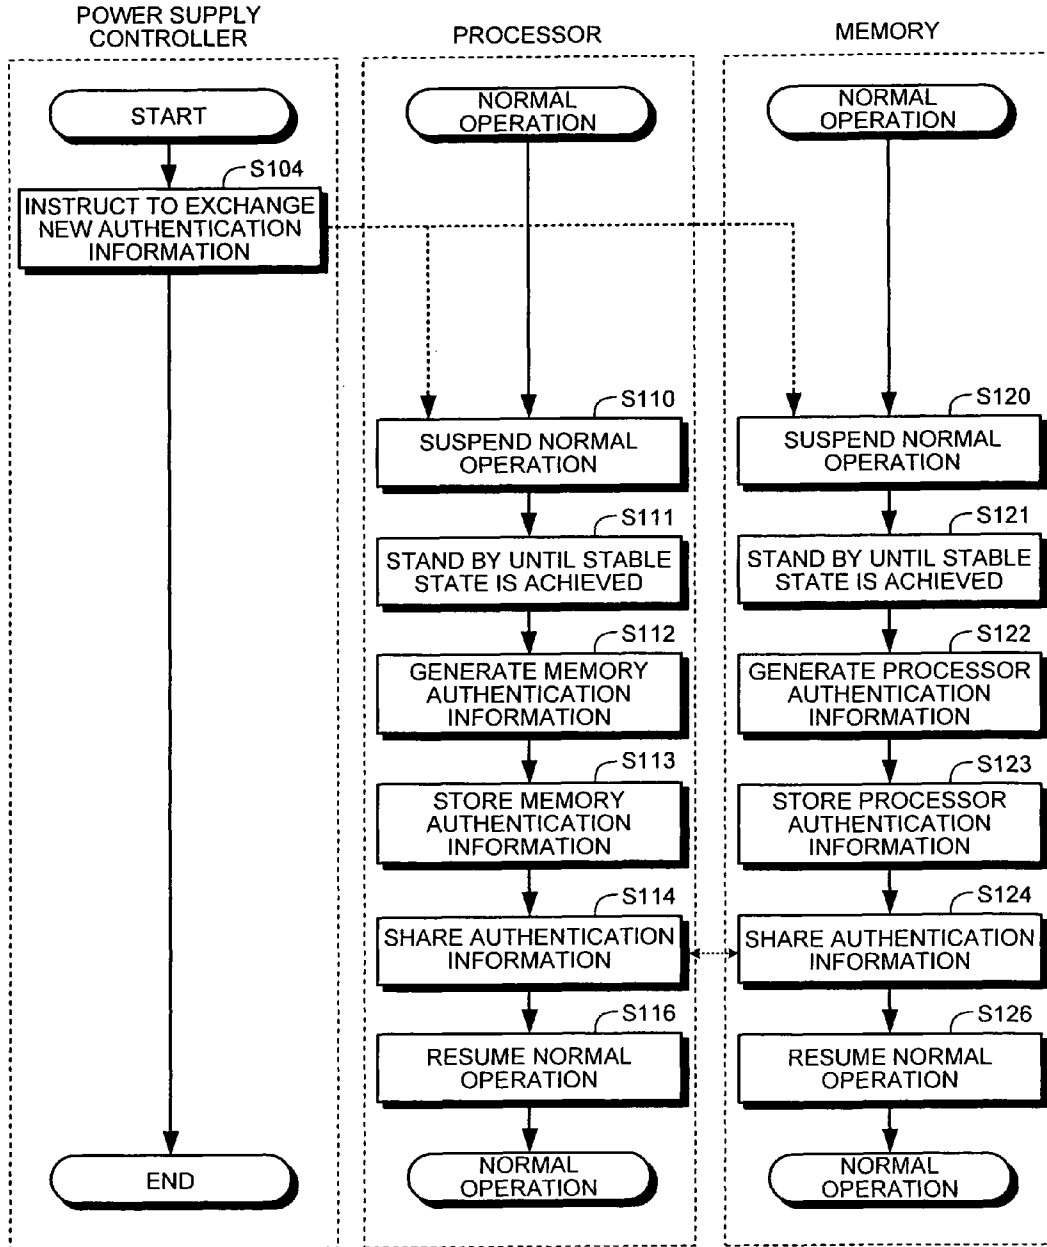 POWER SUPPLY
CONTROLLER
START
S104
INSTRUCT TO EXCHANGE
NEW AUTHENTICATION
INFORMATION
END
PROCESSOR
NORMAL
OPERATION
S110
SUSPEND NORMAL
OPERATION
S111
STAND BY UNTIL STABLE
STATE IS ACHIEVED
S112
GENERATE MEMORY
AUTHENTICATION
INFORMATION
S113
STORE MEMORY
AUTHENTICATION
INFORMATION
S114
SHARE AUTHENTICATION
INFORMATION
S116
RESUME NORMAL
OPERATION
NORMAL
OPERATION
MEMORY
NORMAL
OPERATION
S120
SUSPEND NORMAL
OPERATION
S121
STAND BY UNTIL STABLE
STATE IS ACHIEVED
S122
GENERATE PROCESSOR
AUTHENTICATION
INFORMATION
S123
STORE PROCESSOR
AUTHENTICATION
INFORMATION
S124
SHARE AUTHENTICATION
INFORMATION
S126
RESUME NORMAL
OPERATION
NORMAL
OPERATION